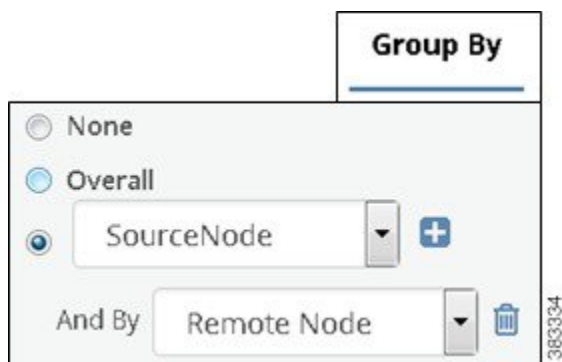 Group By
None
Overall
SourceNode
And By Remote Node
383334